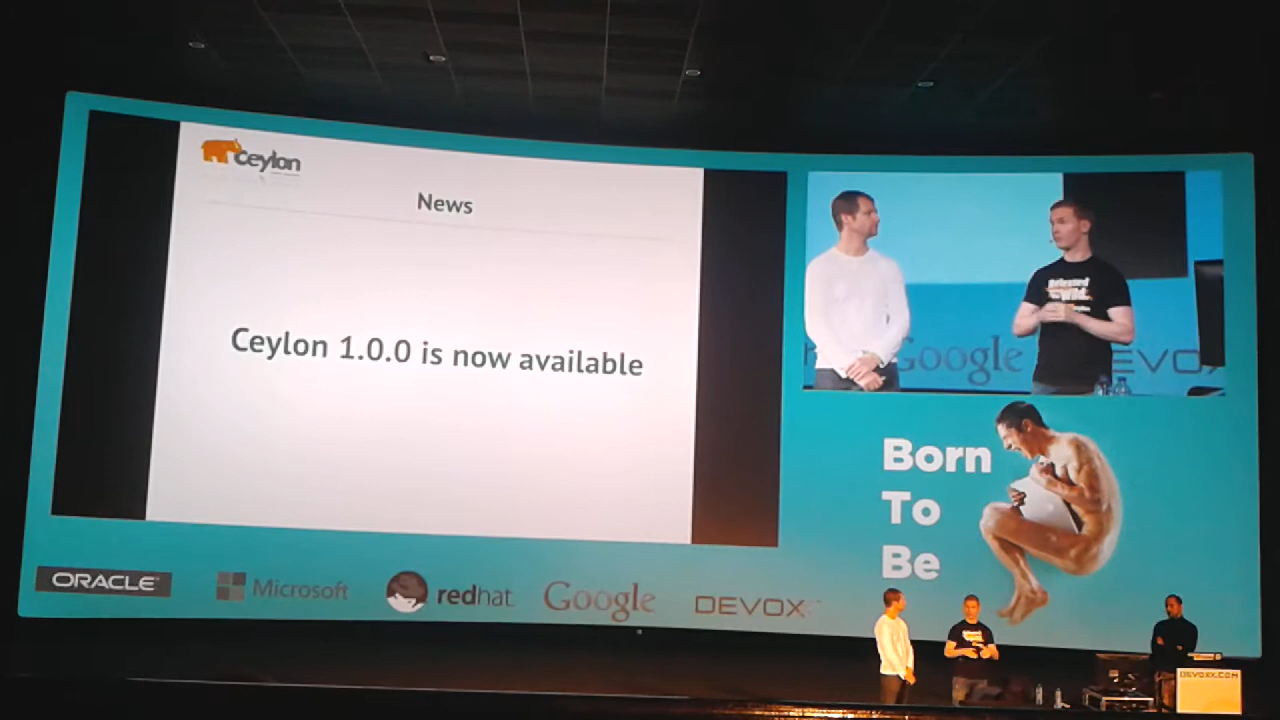 ceylon
News
Ceylon 1.0.0 is now available
Google
DEVOX
Released
Born
To
Be
ORACLE
Microsoft
redhat
Google
DEVOXX
DEVOXX.COM